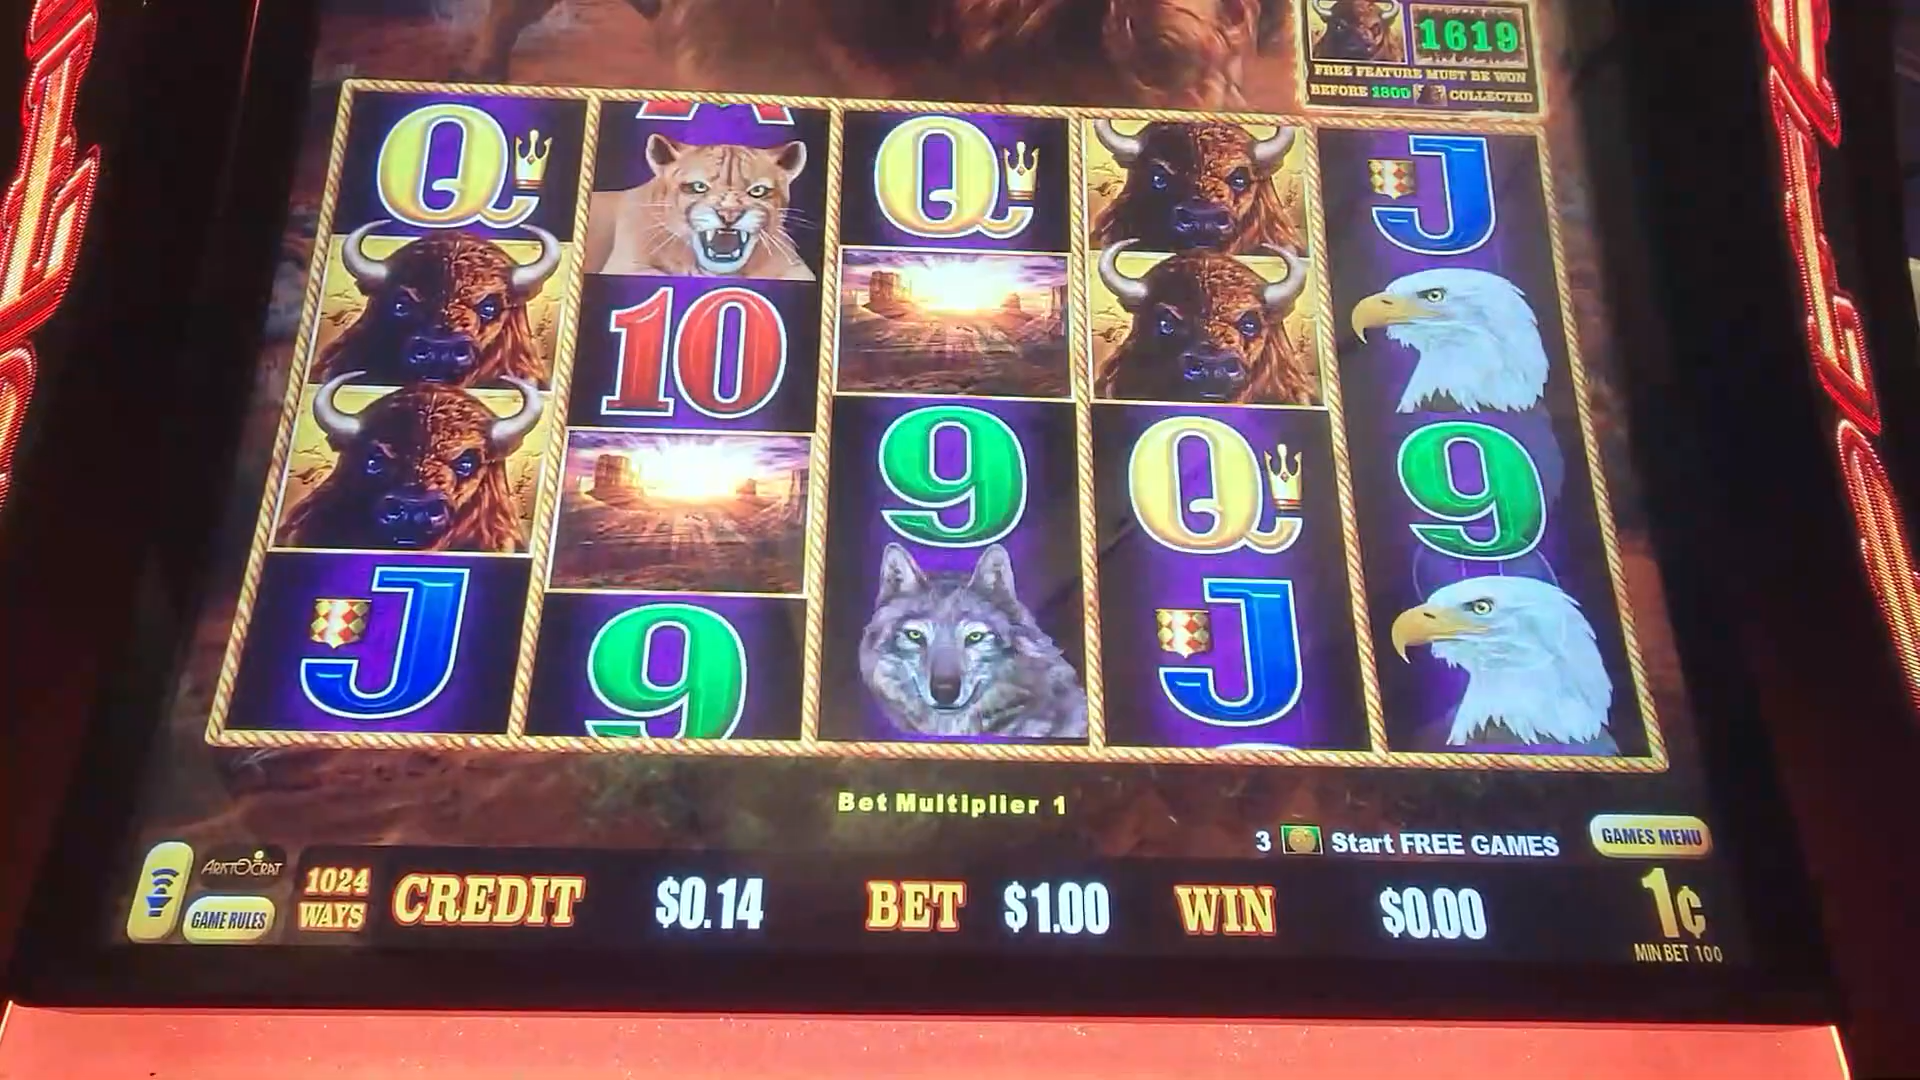 1619
FREE FEATURE MUST BE WON
BEFORE 1800 COLLECTED
Q Q J
10
9 Q 9
J 9 J
Bet Multiplier 1
3 Start FREE GAMES
GAMES MENU
ARISTOCRAT
GAME RULES
1024
WAYS
CREDIT $0.14 BET $1.00 WIN $0.00
1¢
MIN BET 100